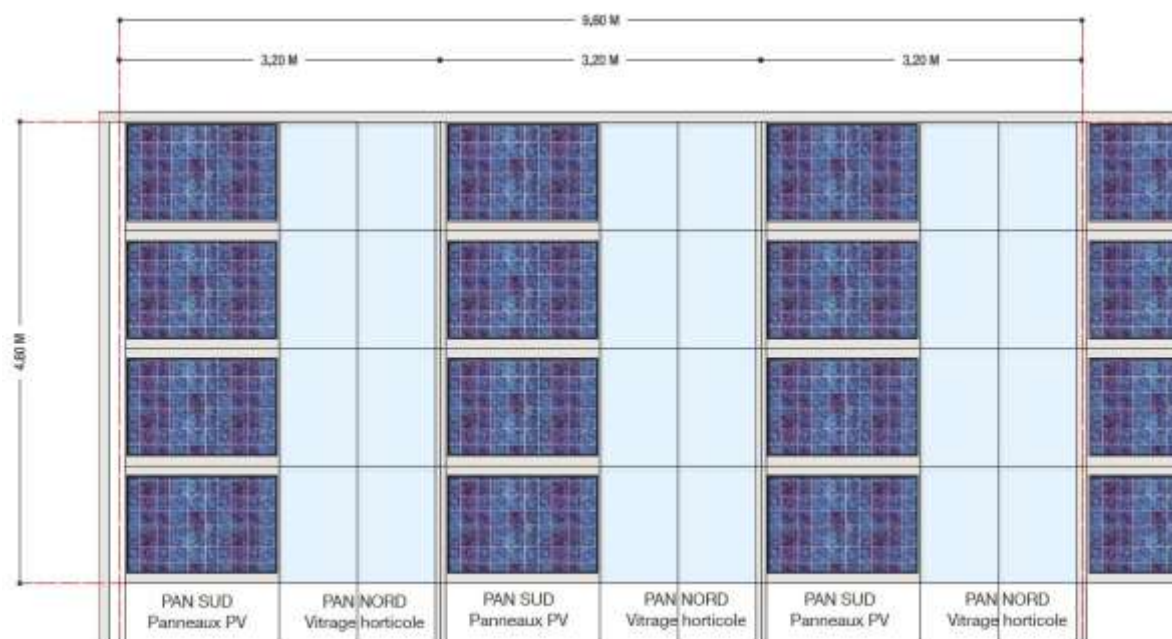 9,60 M
3,20 M
3,20 M
3,20 M
4,60 M
PAN SUD
Panneaux PV
PAN NORD
Vitrage horticole
PAN SUD
Panneaux PV
PAN NORD
Vitrage horticole
PAN SUD
Panneaux PV
PAN NORD
Vitrage horticole